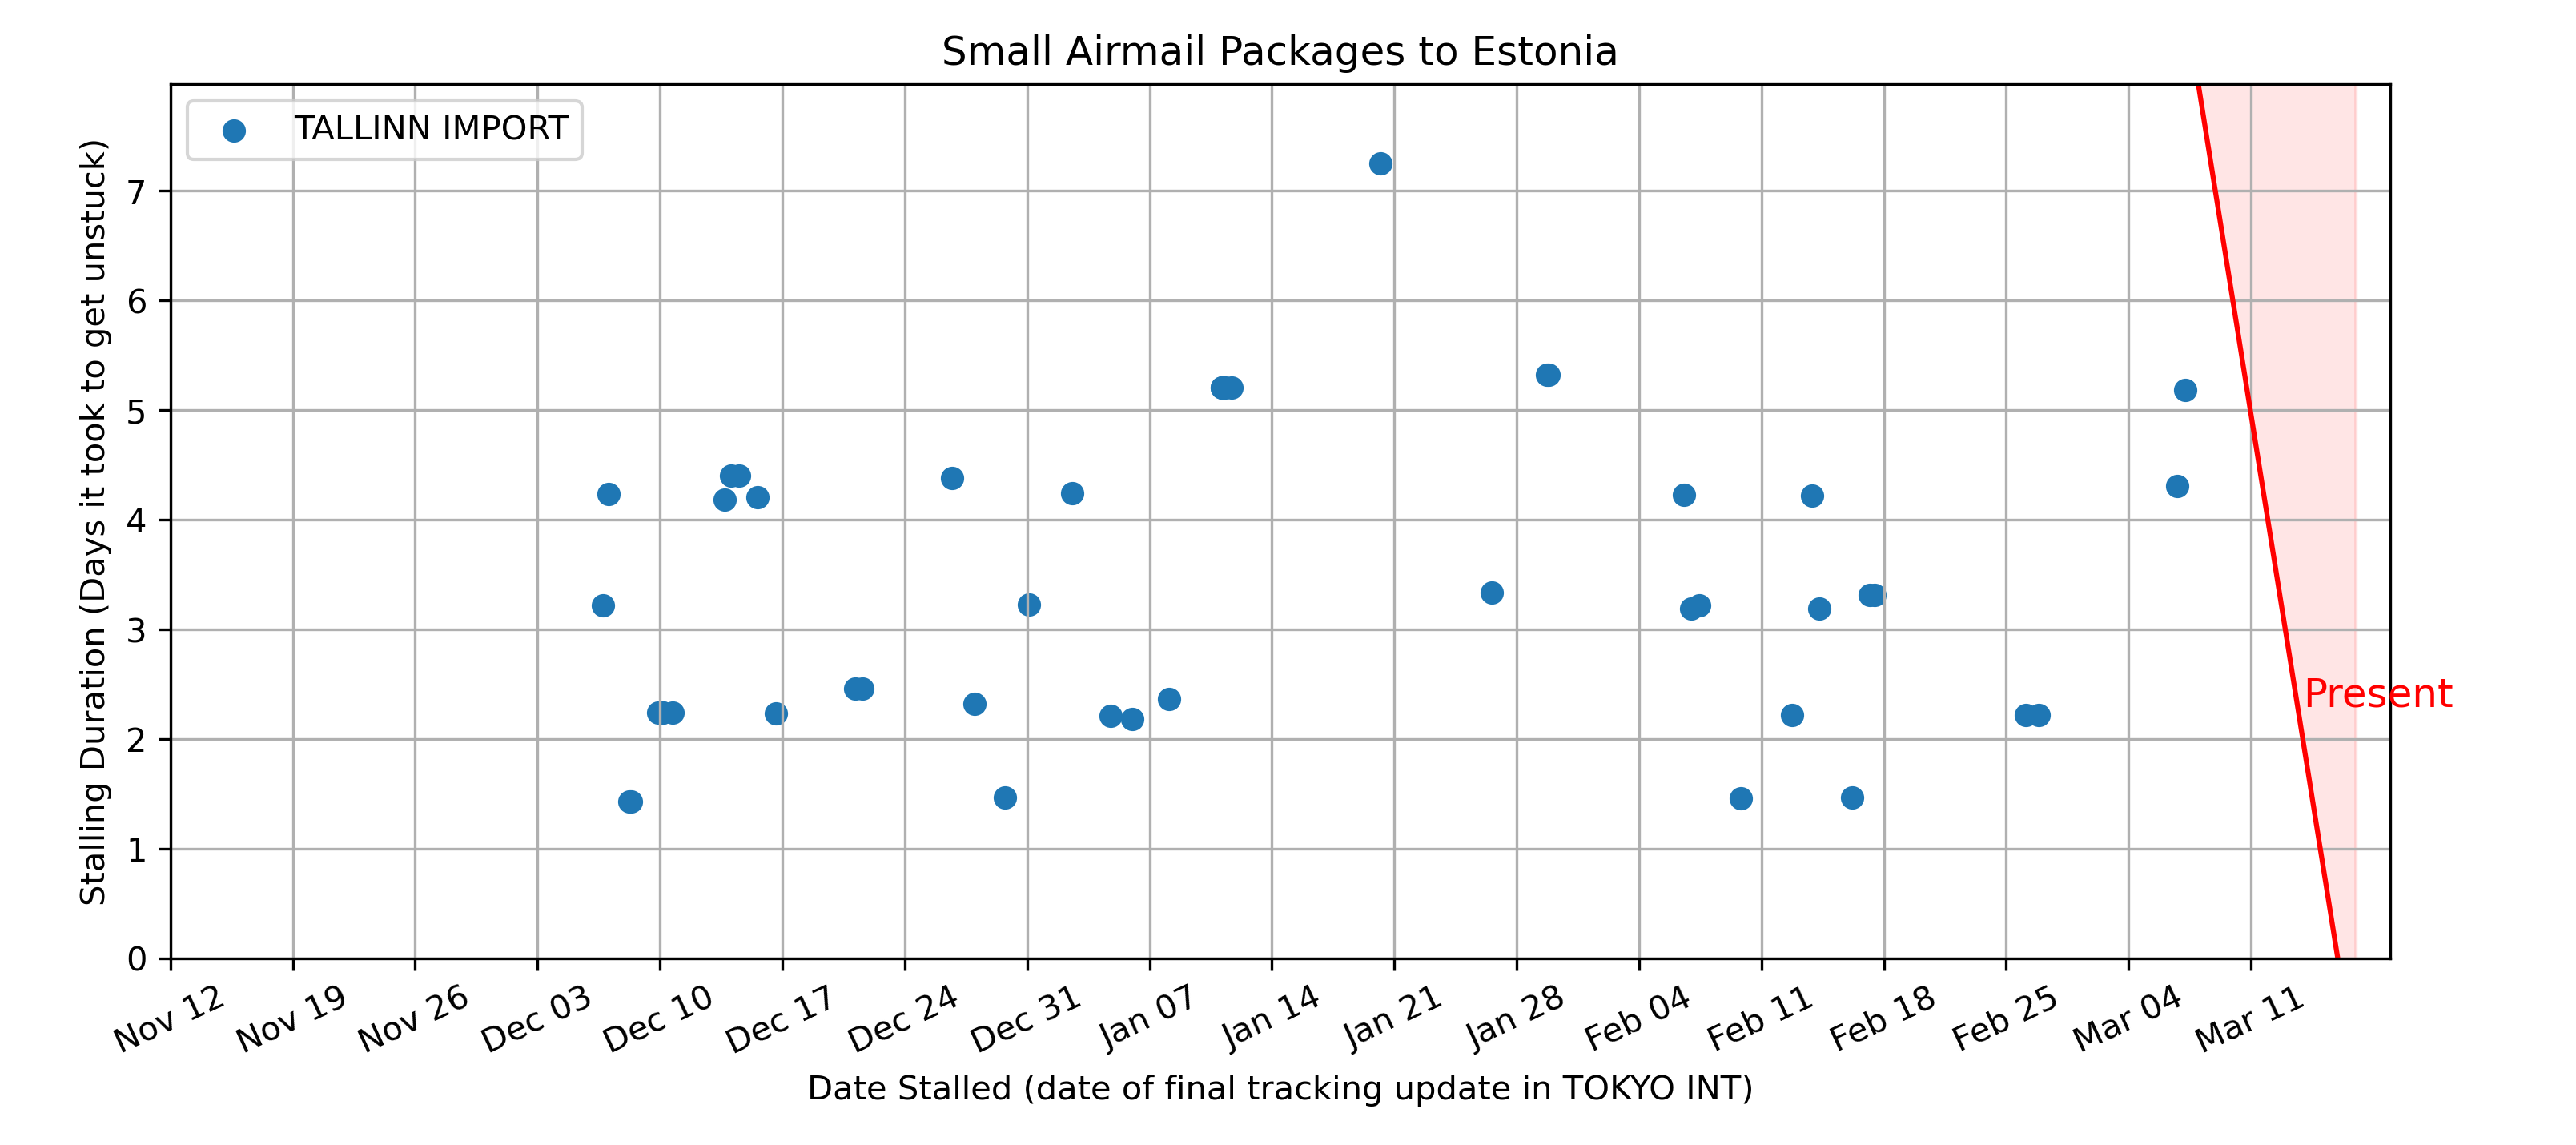 Small Airmail Packages to Estonia
TALLINN IMPORT
Stalling Duration (Days it took to get unstuck)
7
6
5
4
3
2
1
0
Present
Nov 12
Nov 19
Nov 26
Dec 03
Dec 10
Dec 17
Dec 24
Dec 31
Jan 07
Jan 14
Jan 21
Jan 28
Feb 04
Feb 11
Feb 18
Feb 25
Mar 04
Mar 11
Date Stalled (date of final tracking update in TOKYO INT)